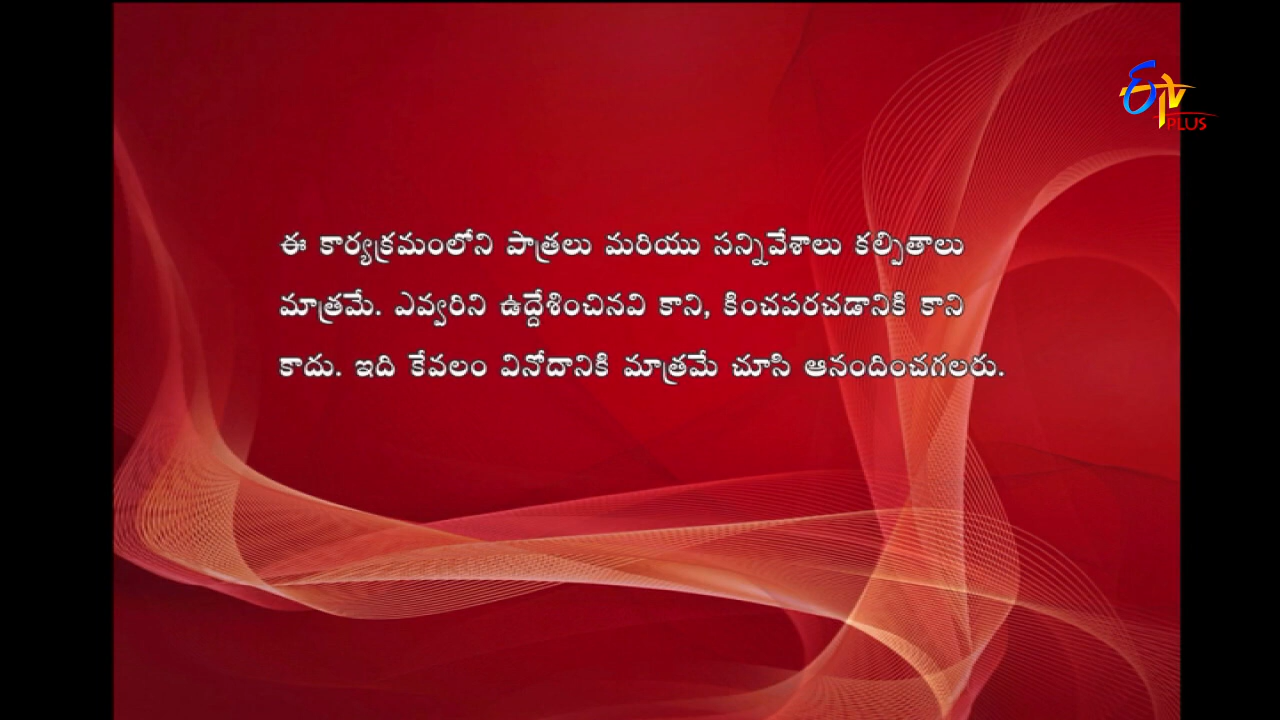 ETV
PLUS
ఈ కార్యక్రమంలోని పాత్రలు మరియు సన్నివేశాలు కల్పితాలు
మాత్రమే. ఎవ్వరిని ఉద్దేశించినవి కాని, కించపరచడానికి కాని
కాదు. ఇది కేవలం వినోదానికి మాత్రమే చూసి ఆనందించగలరు.